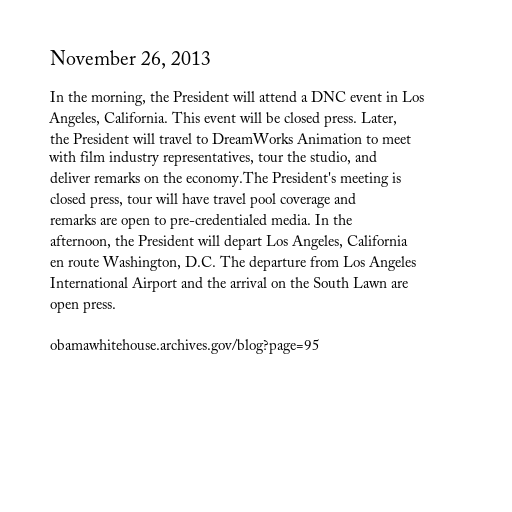 November 26, 2013
In the morning, the President will attend a DNC event in Los
Angeles, California. This event will be closed press. Later,
the President will travel to DreamWorks Animation to meet
with film industry representatives, tour the studio, and
deliver remarks on the economy.The President's meeting is
closed press, tour will have travel pool coverage and
remarks are open to pre-credentialed media. In the
afternoon, the President will depart Los Angeles, California
en route Washington, D.C. The departure from Los Angeles
International Airport and the arrival on the South Lawn are
open press.
obamawhitehouse.archives.gov/blog?page=95